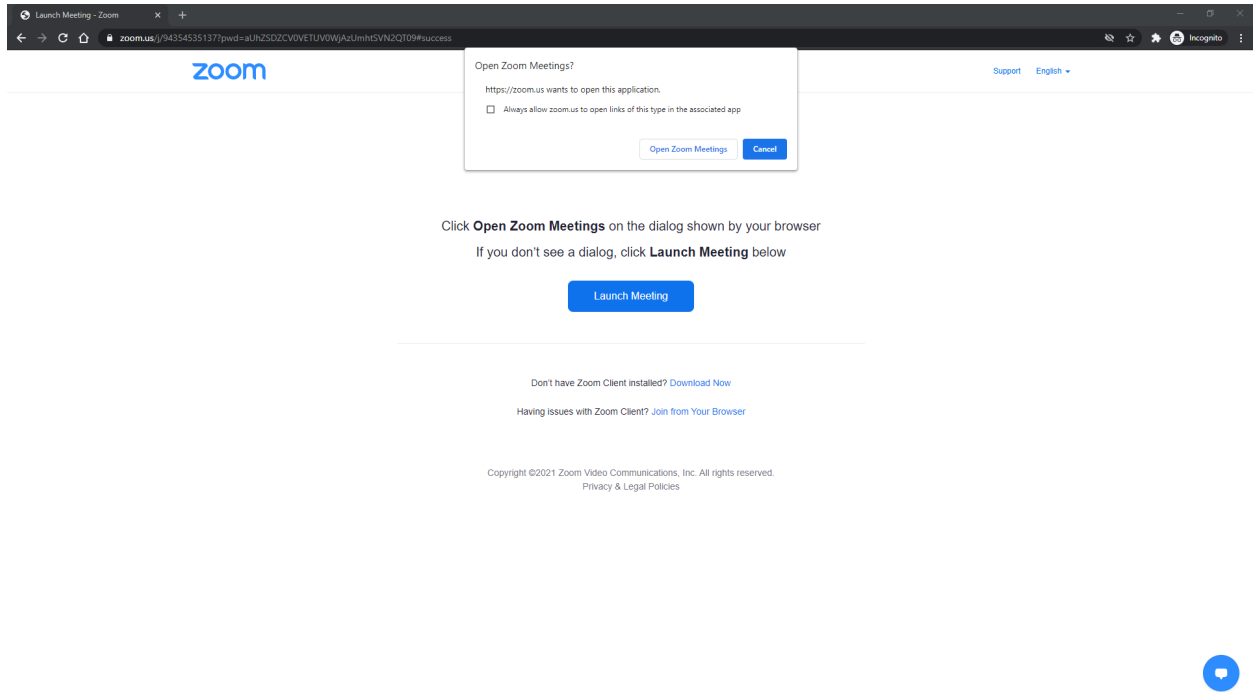 Launch Meeting - Zoom
zoom.us/j/94354535137?pwd=aUhZSDZCV0VETUV0WjAzUmhtSVN2QT09#success
Incognito
zoom
Support English
Open Zoom Meetings?
https://zoom.us wants to open this application.
Always allow zoom.us to open links of this type in the associated app
Open Zoom Meetings Cancel
Click Open Zoom Meetings on the dialog shown by your browser
If you don't see a dialog, click Launch Meeting below
Launch Meeting
Don't have Zoom Client installed? Download Now
Having issues with Zoom Client? Join from Your Browser
Copyright ©2021 Zoom Video Communications, Inc. All rights reserved.
Privacy & Legal Policies